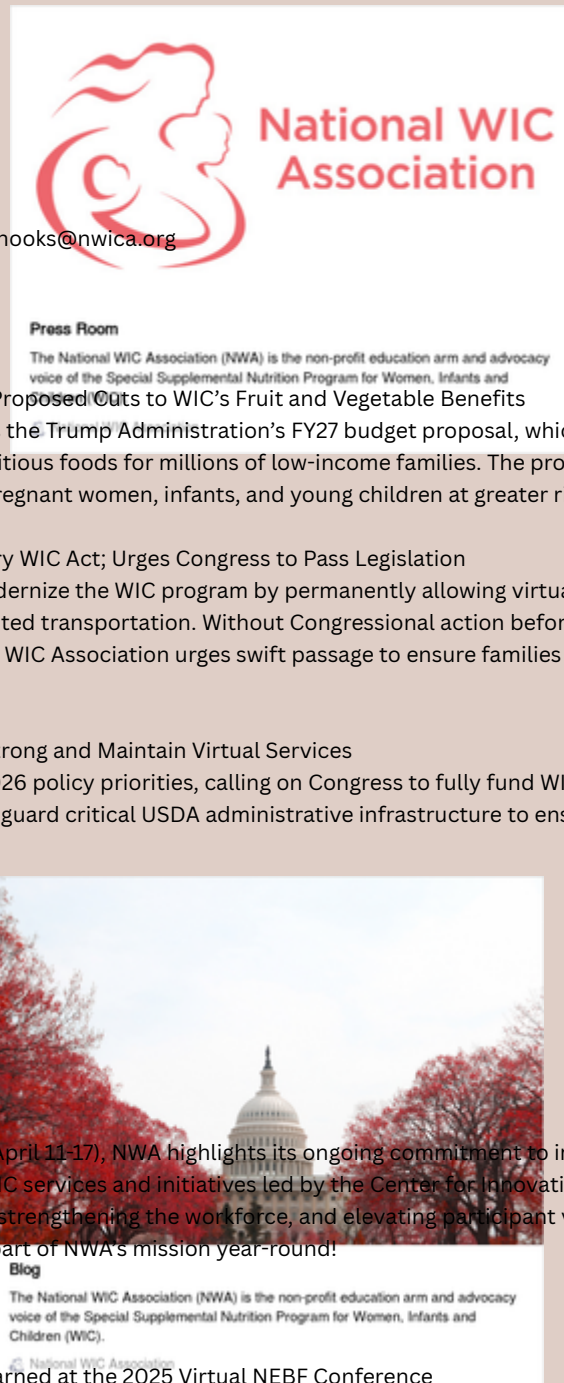 National WIC
Association
hooks@nwica.org
Press Room
The National WIC Association (NWA) is the non-profit education arm and advocacy
voice of the Special Supplemental Nutrition Program for Women, Infants and
Proposed Cuts to WIC’s Fruit and Vegetable Benefits
the Trump Administration’s FY27 budget proposal, whic
itious foods for millions of low-income families. The pro
regnant women, infants, and young children at greater r
ry WIC Act; Urges Congress to Pass Legislation
dernize the WIC program by permanently allowing virtua
ted transportation. Without Congressional action befor
WIC Association urges swift passage to ensure families
trong and Maintain Virtual Services
026 policy priorities, calling on Congress to fully fund WI
guard critical USDA administrative infrastructure to ens
April 11-17), NWA highlights its ongoing commitment to i
IC services and initiatives led by the Center for Innovati
strengthening the workforce, and elevating participant v
part of NWA’s mission year-round!
Blog
The National WIC Association (NWA) is the non-profit education arm and advocacy
voice of the Special Supplemental Nutrition Program for Women, Infants and
Children (WIC).
National WIC Association
arned at the 2025 Virtual NEBF Conference